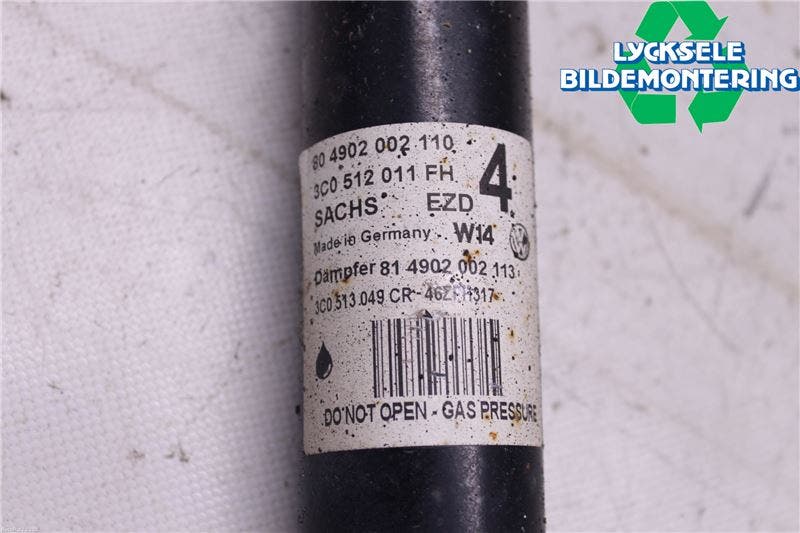 LYCKSELE
BILDEMONTERING
80 4902 002 110
3C0 512 011 FH
4
SACHS EZD
Made in Germany W14
Dämpfer 81 4902 002 113
3C0 513 049 CR
DO NOT OPEN - GAS PRESSURE